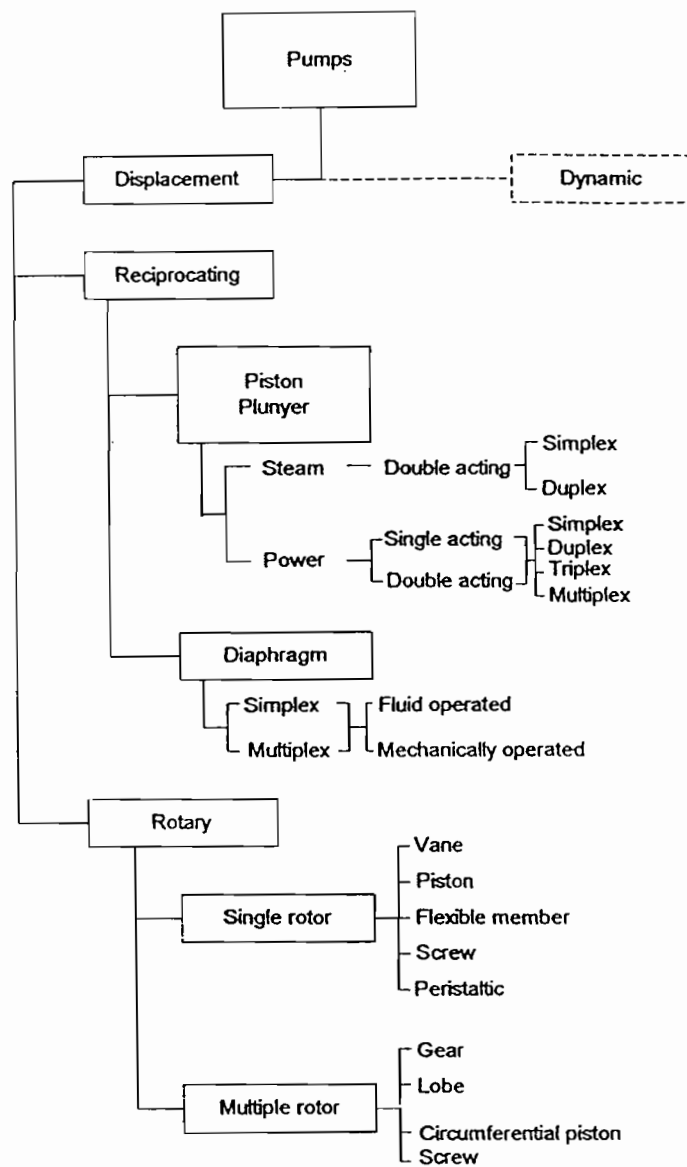 Pumps
Displacement
Dynamic
Reciprocating
Piston
Plunyer
Steam
Double acting
Simplex
Duplex
Power
Single acting
Double acting
Simplex
Duplex
Triplex
Multiplex
Diaphragm
Simplex
Multiplex
Fluid operated
Mechanically operated
Rotary
Single rotor
Vane
Piston
Flexible member
Screw
Peristaltic
Multiple rotor
Gear
Lobe
Circumferential piston
Screw